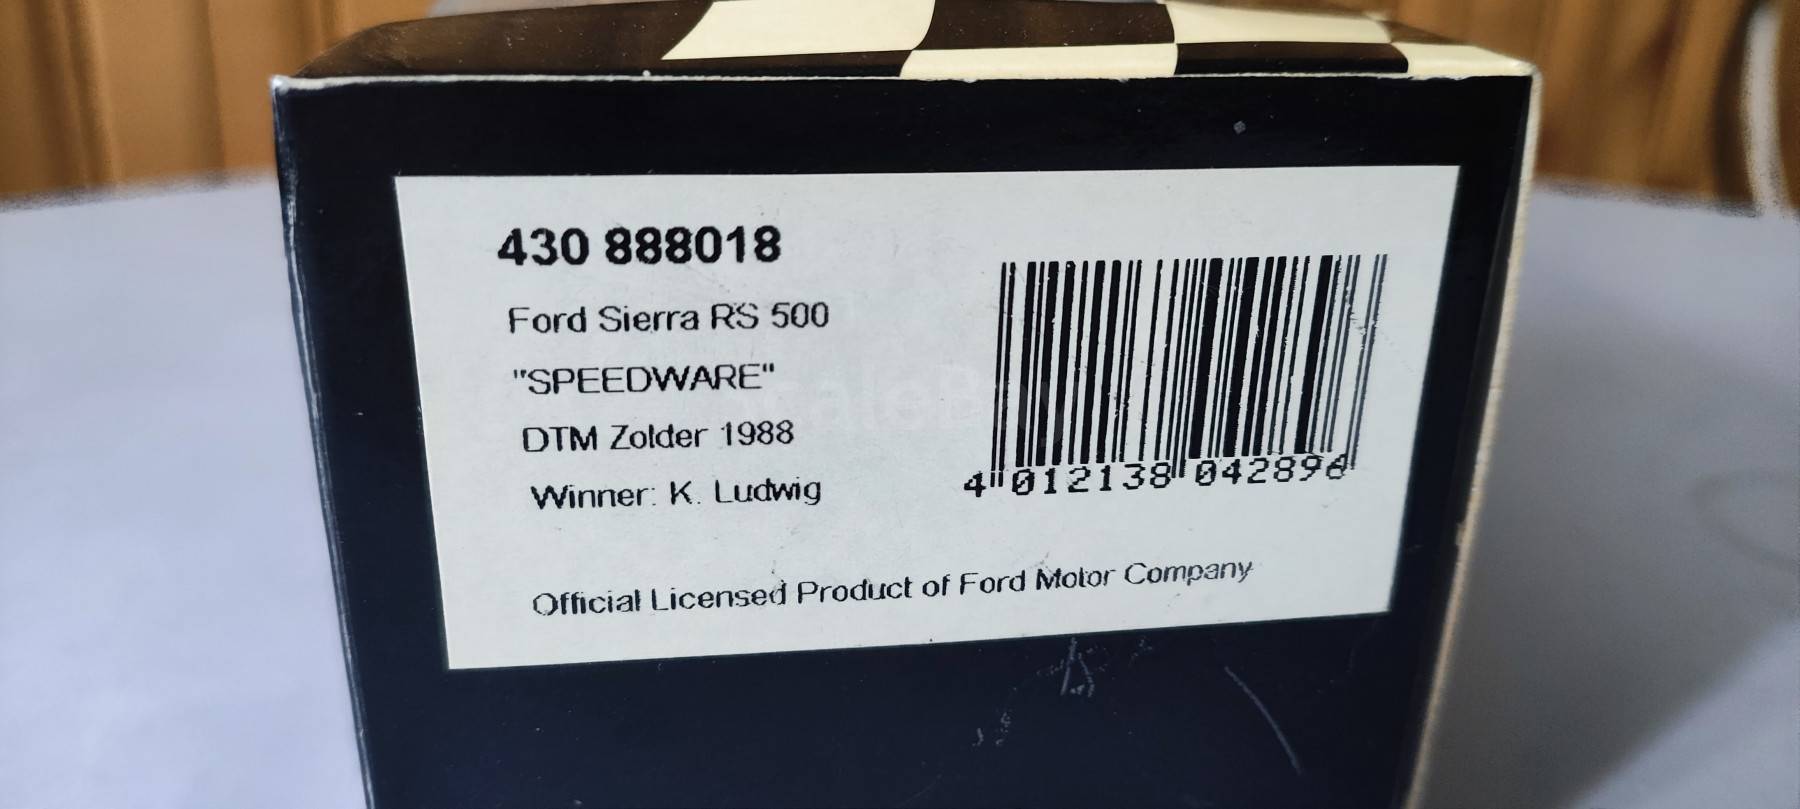 430 888018
Ford Sierra RS 500
"SPEEDWARE"
DTM Zolder 1988
Winner: K. Ludwig
4 012138 042896
Official Licensed Product of Ford Motor Company